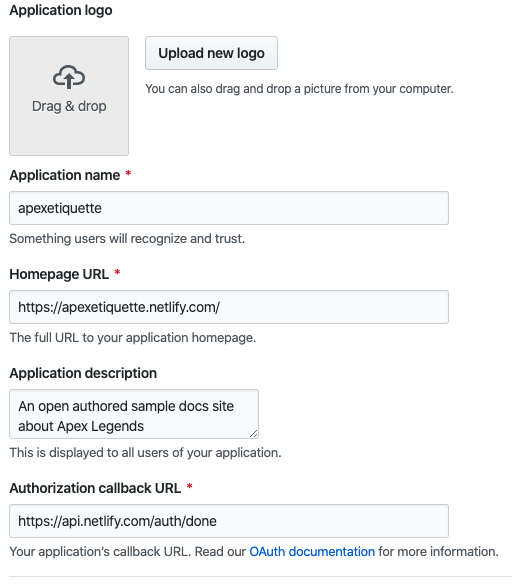 Application logo
Drag & drop
Upload new logo
You can also drag and drop a picture from your computer.
Application name *
apexetiquette
Something users will recognize and trust.
Homepage URL *
https://apexetiquette.netlify.com/
The full URL to your application homepage.
Application description
An open authored sample docs site
about Apex Legends
This is displayed to all users of your application.
Authorization callback URL *
https://api.netlify.com/auth/done
Your application's callback URL. Read our OAuth documentation for more information.